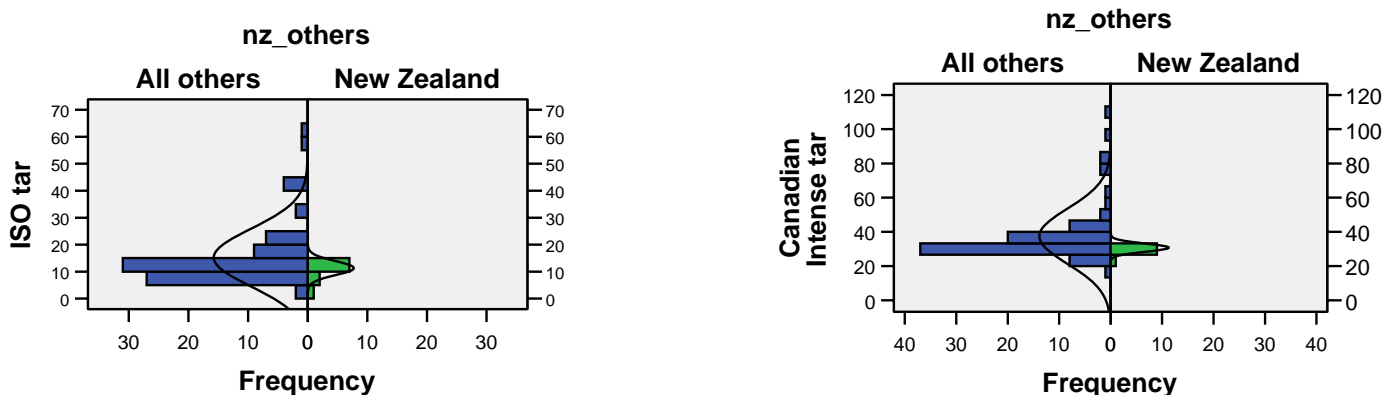 nz_others
All others New Zealand
ISO tar
70 70
60 60
50 50
40 40
30 30
20 20
10 10
0 0
30 20 10 0 10 20 30
Frequency
nz_others
All others New Zealand
Canadian
Intense tar
120 120
100 100
80 80
60 60
40 40
20 20
0 0
40 30 20 10 0 10 20 30 40
Frequency